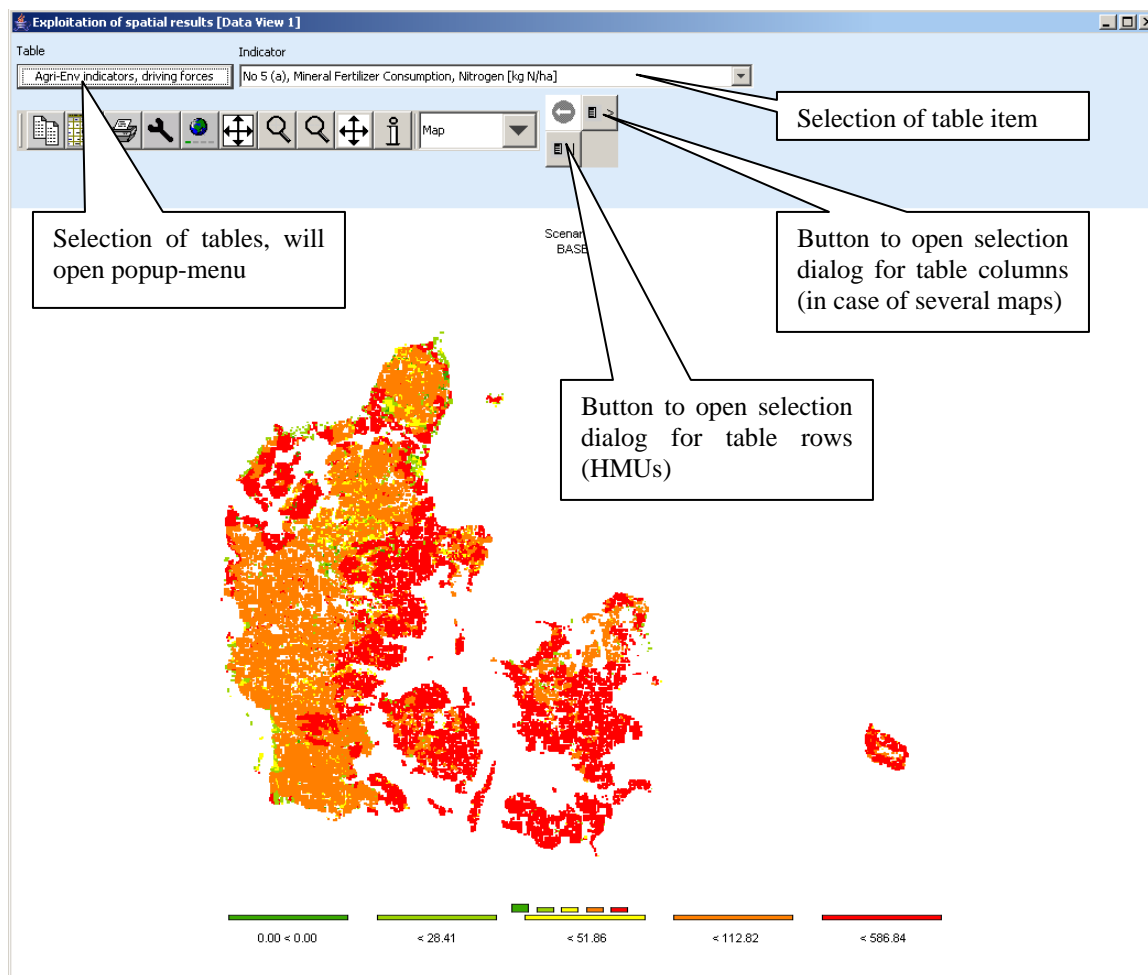 Exploitation of spatial results [Data View 1]
Table
Indicator
Agri-Env indicators, driving forces
No 5 (a), Mineral Fertilizer Consumption, Nitrogen [kg N/ha]
Map
Selection of table item
Selection of tables, will
open popup-menu
Button to open selection
dialog for table columns
(in case of several maps)
Button to open selection
dialog for table rows
(HMUs)
0.00 < 0.00
< 28.41
< 51.86
< 112.82
< 586.84